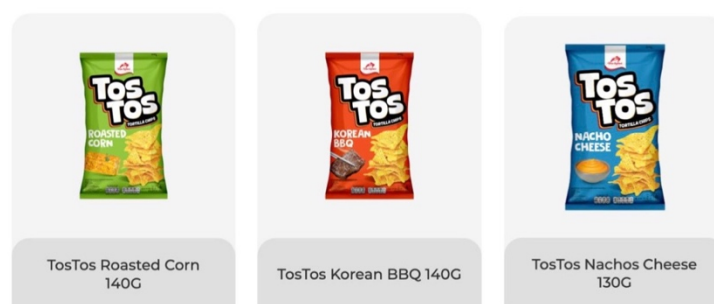 TOS
TOS
TORTILLA CHIPS
ROASTED
CORN
TOS
TOS
TORTILLA CHIPS
KOREAN
BBQ
TOS
TOS
TORTILLA CHIPS
NACHO
CHEESE
TosTos Roasted Corn
140G
TosTos Korean BBQ 140G
TosTos Nachos Cheese
130G